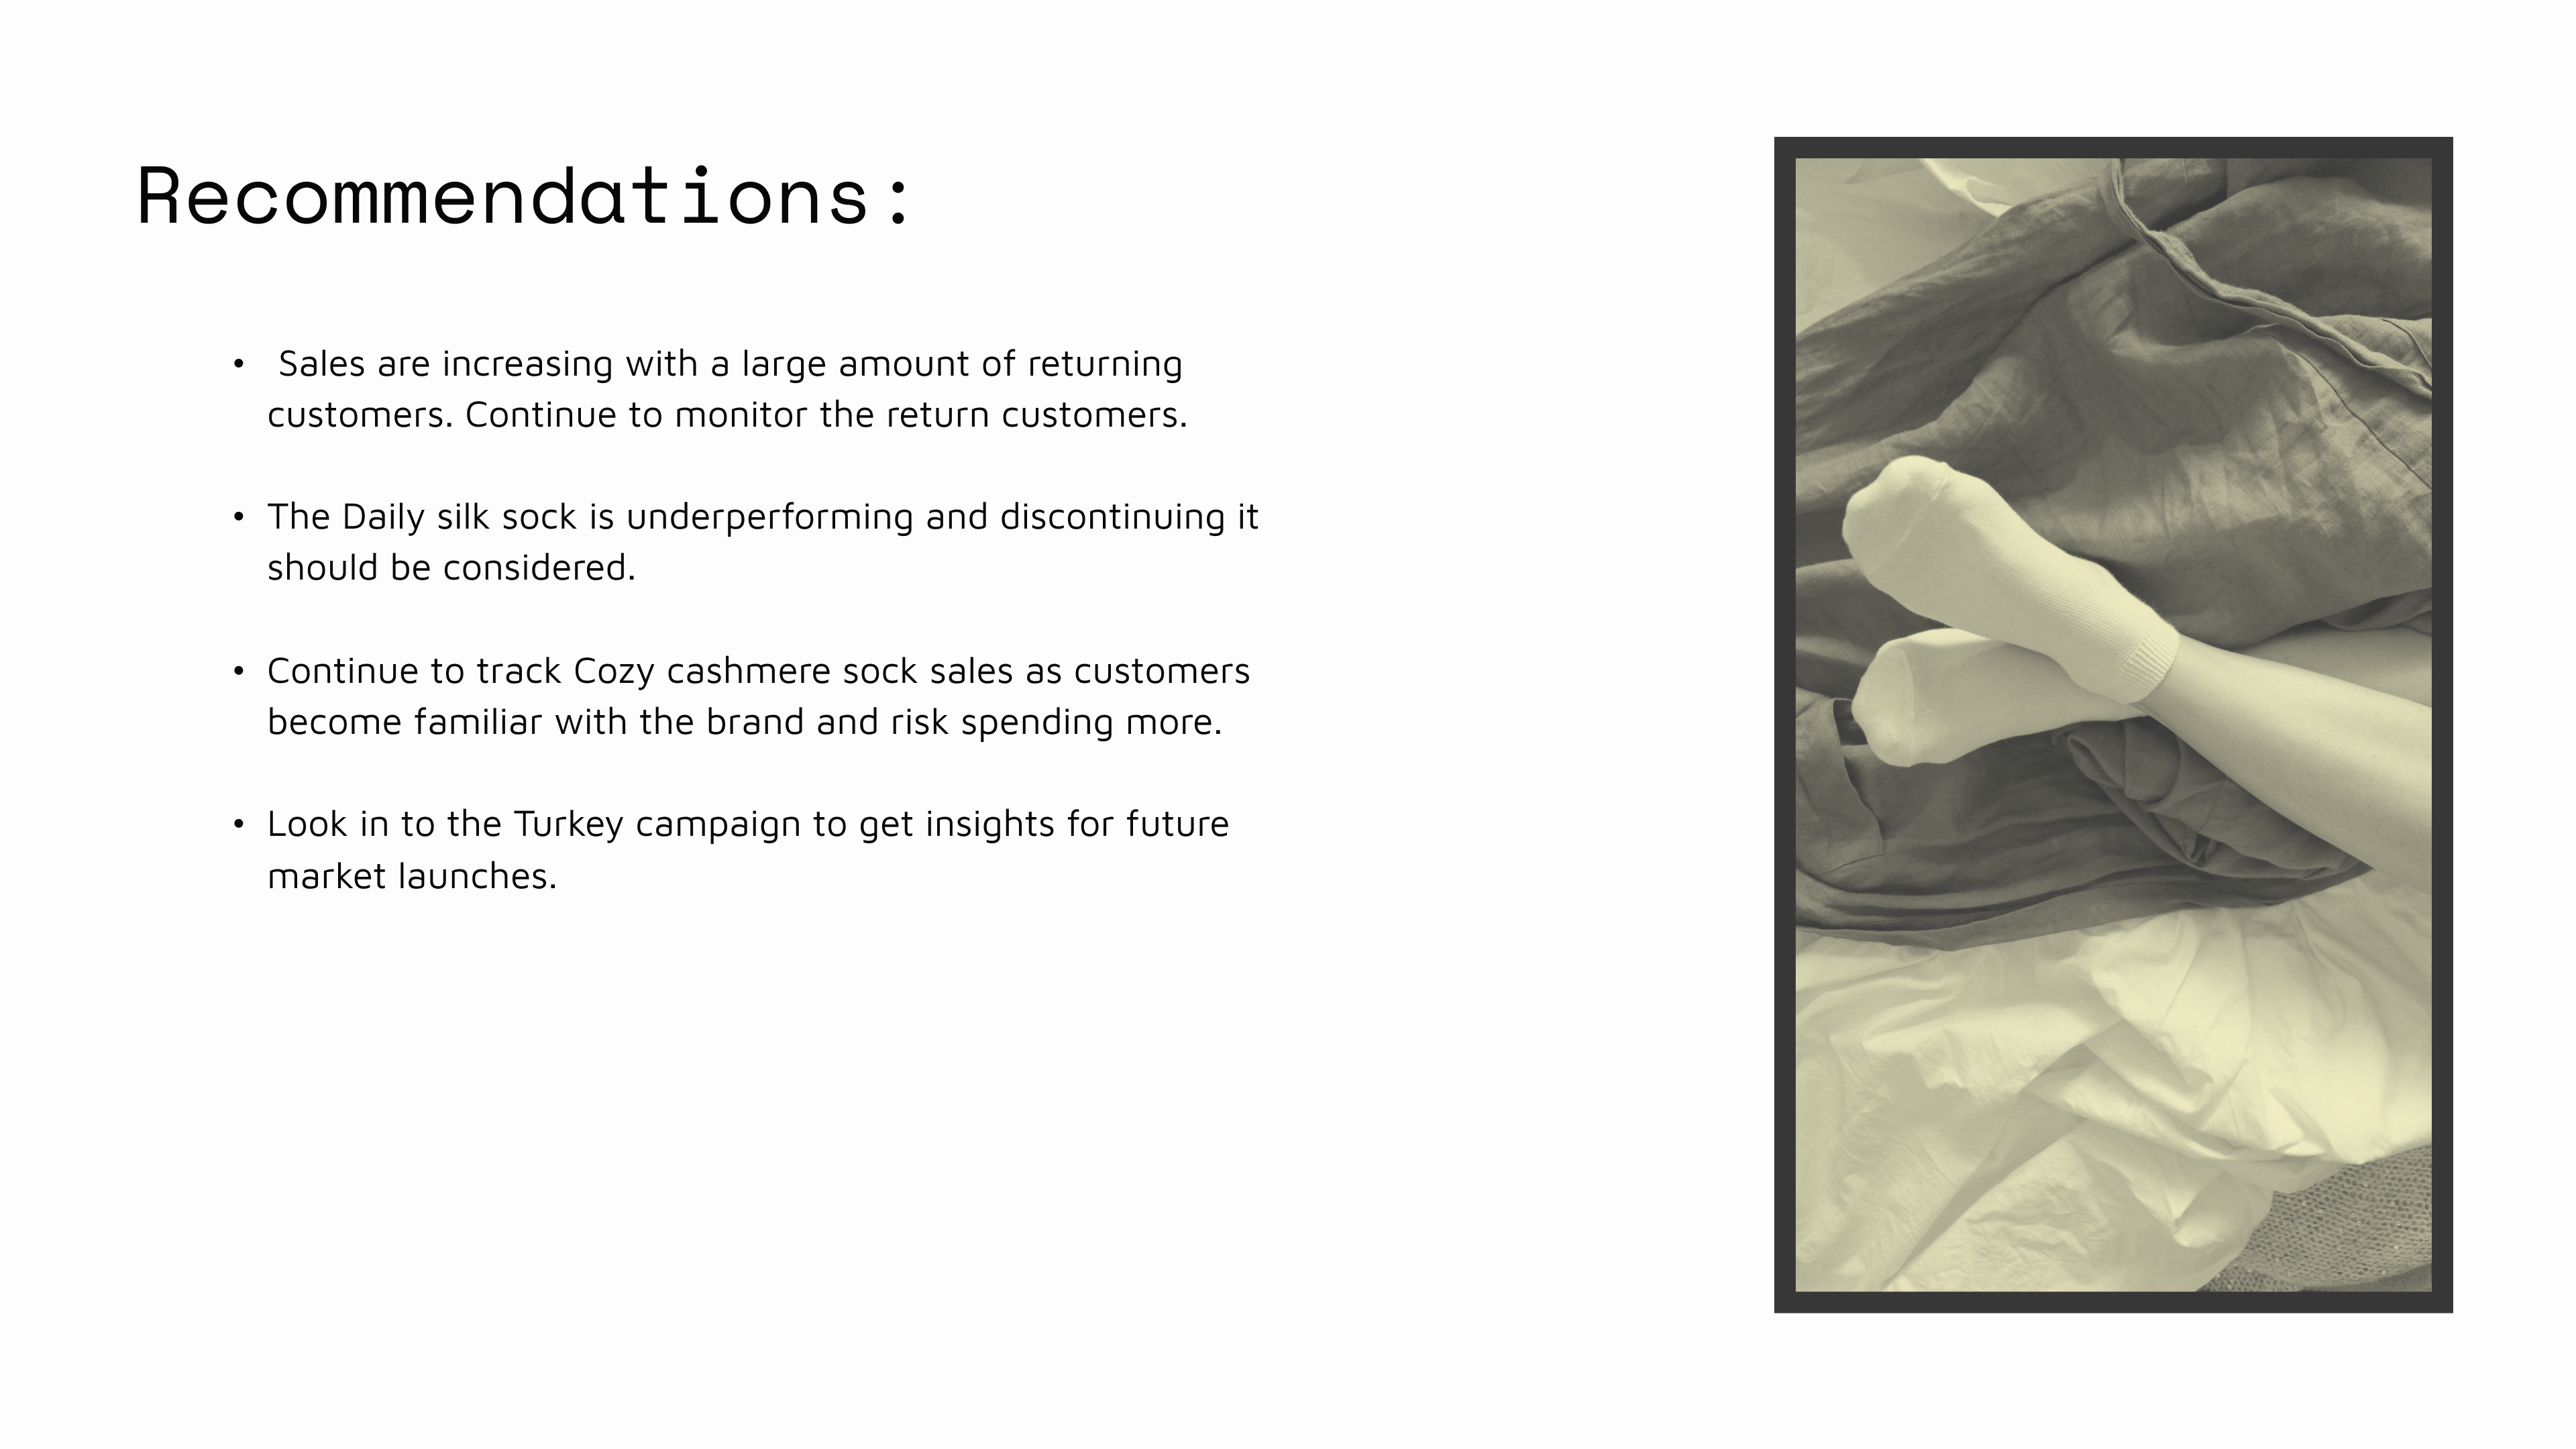 Recommendations:
• Sales are increasing with a large amount of returning
customers. Continue to monitor the return customers.
• The Daily silk sock is underperforming and discontinuing it
should be considered.
• Continue to track Cozy cashmere sock sales as customers
become familiar with the brand and risk spending more.
• Look in to the Turkey campaign to get insights for future
market launches.